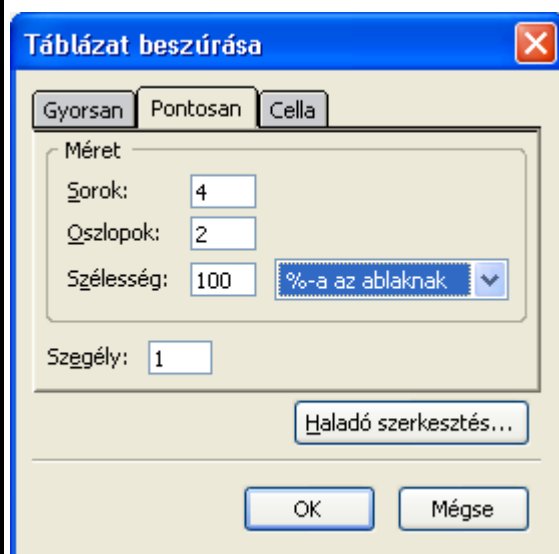 Táblázat beszúrása
Gyorsan Pontosan Cella
Méret
Sorok: 4
Oszlopok: 2
Szélesség: 100 %-a az ablaknak
Szegély: 1
Haladó szerkesztés...
OK Mégse